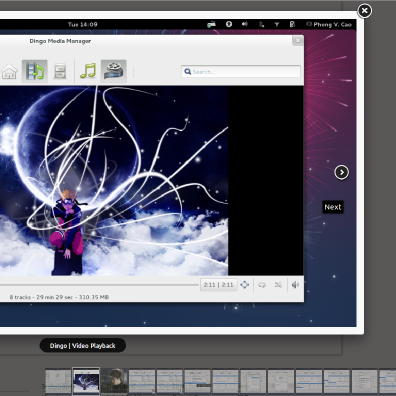 Tue 14:09
Pheng V. Cao
Dingo Media Manager
Search...
Next
2:11 | 2:11
8 tracks - 29 min 29 sec - 310.35 MB
Dingo | Video Playback